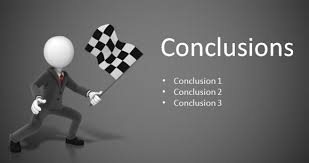 Conclusions
• Conclusion 1
• Conclusion 2
• Conclusion 3